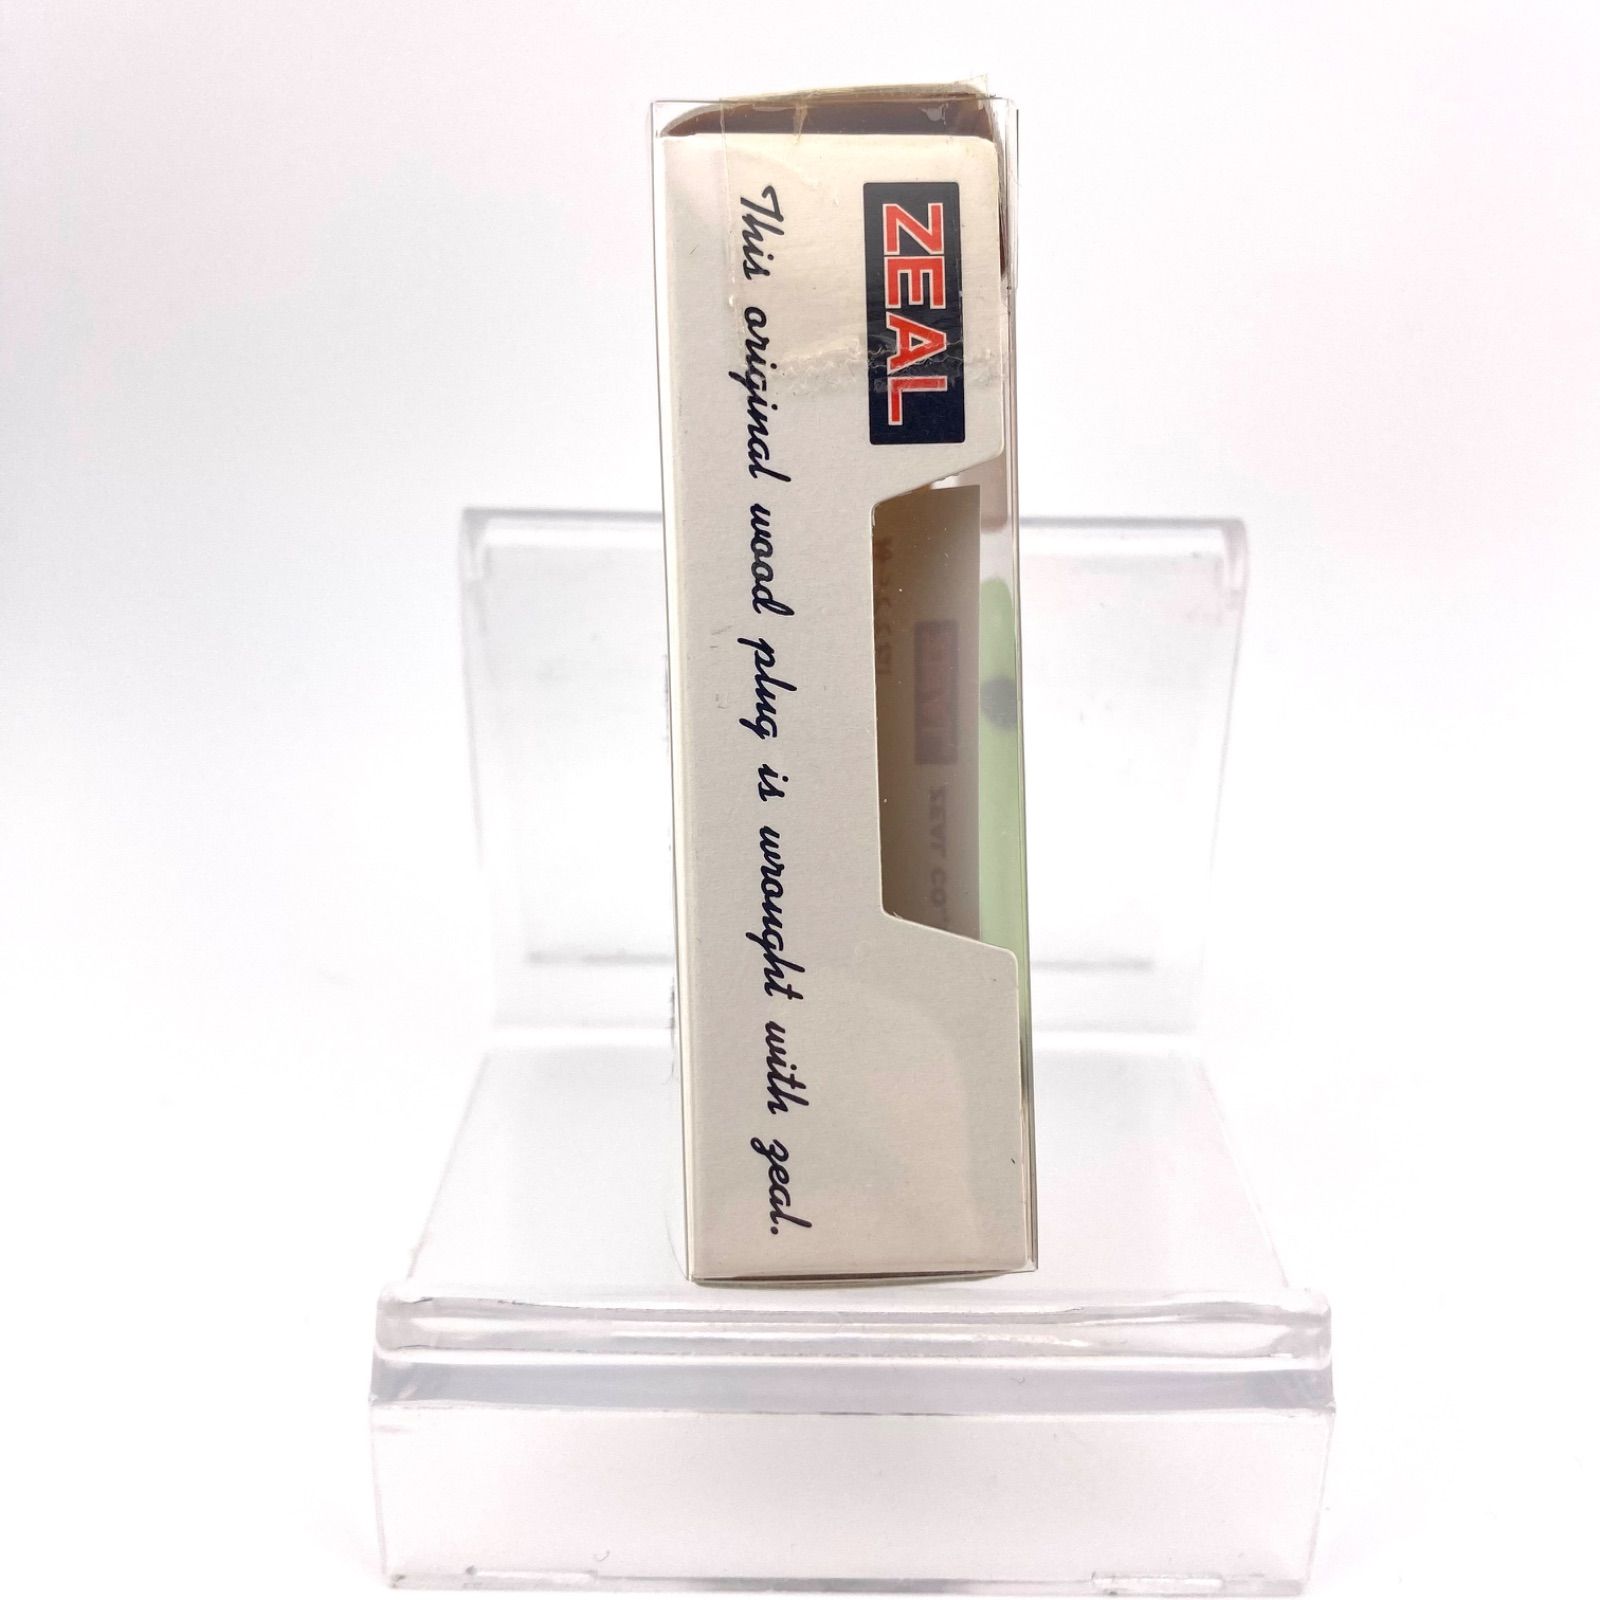 ZEAL
This original wood plug is wrought with zeal.